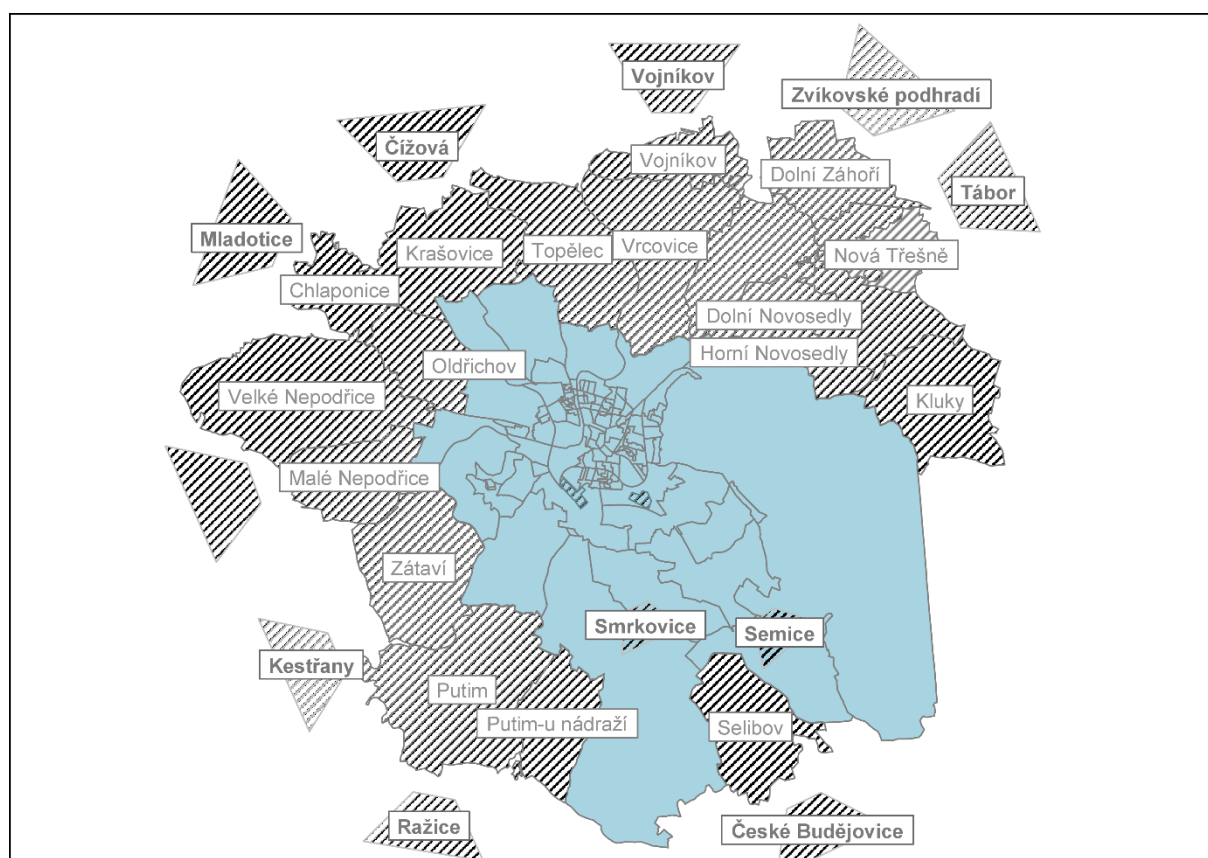 Vojníkov
Zvíkovské podhradí
Čížová
Vojníkov
Dolní Záhoří
Tábor
Mladotice
Krašovice
Topělec
Vrcovice
Nová Třešně
Chlaponice
Dolní Novosedly
Horní Novosedly
Oldřichov
Velké Nepodřice
Kluky
Malé Nepodřice
Zátaví
Smrkovice
Semice
Kestřany
Putim
Putim-u nádraží
Selibov
Ražice
České Budějovice